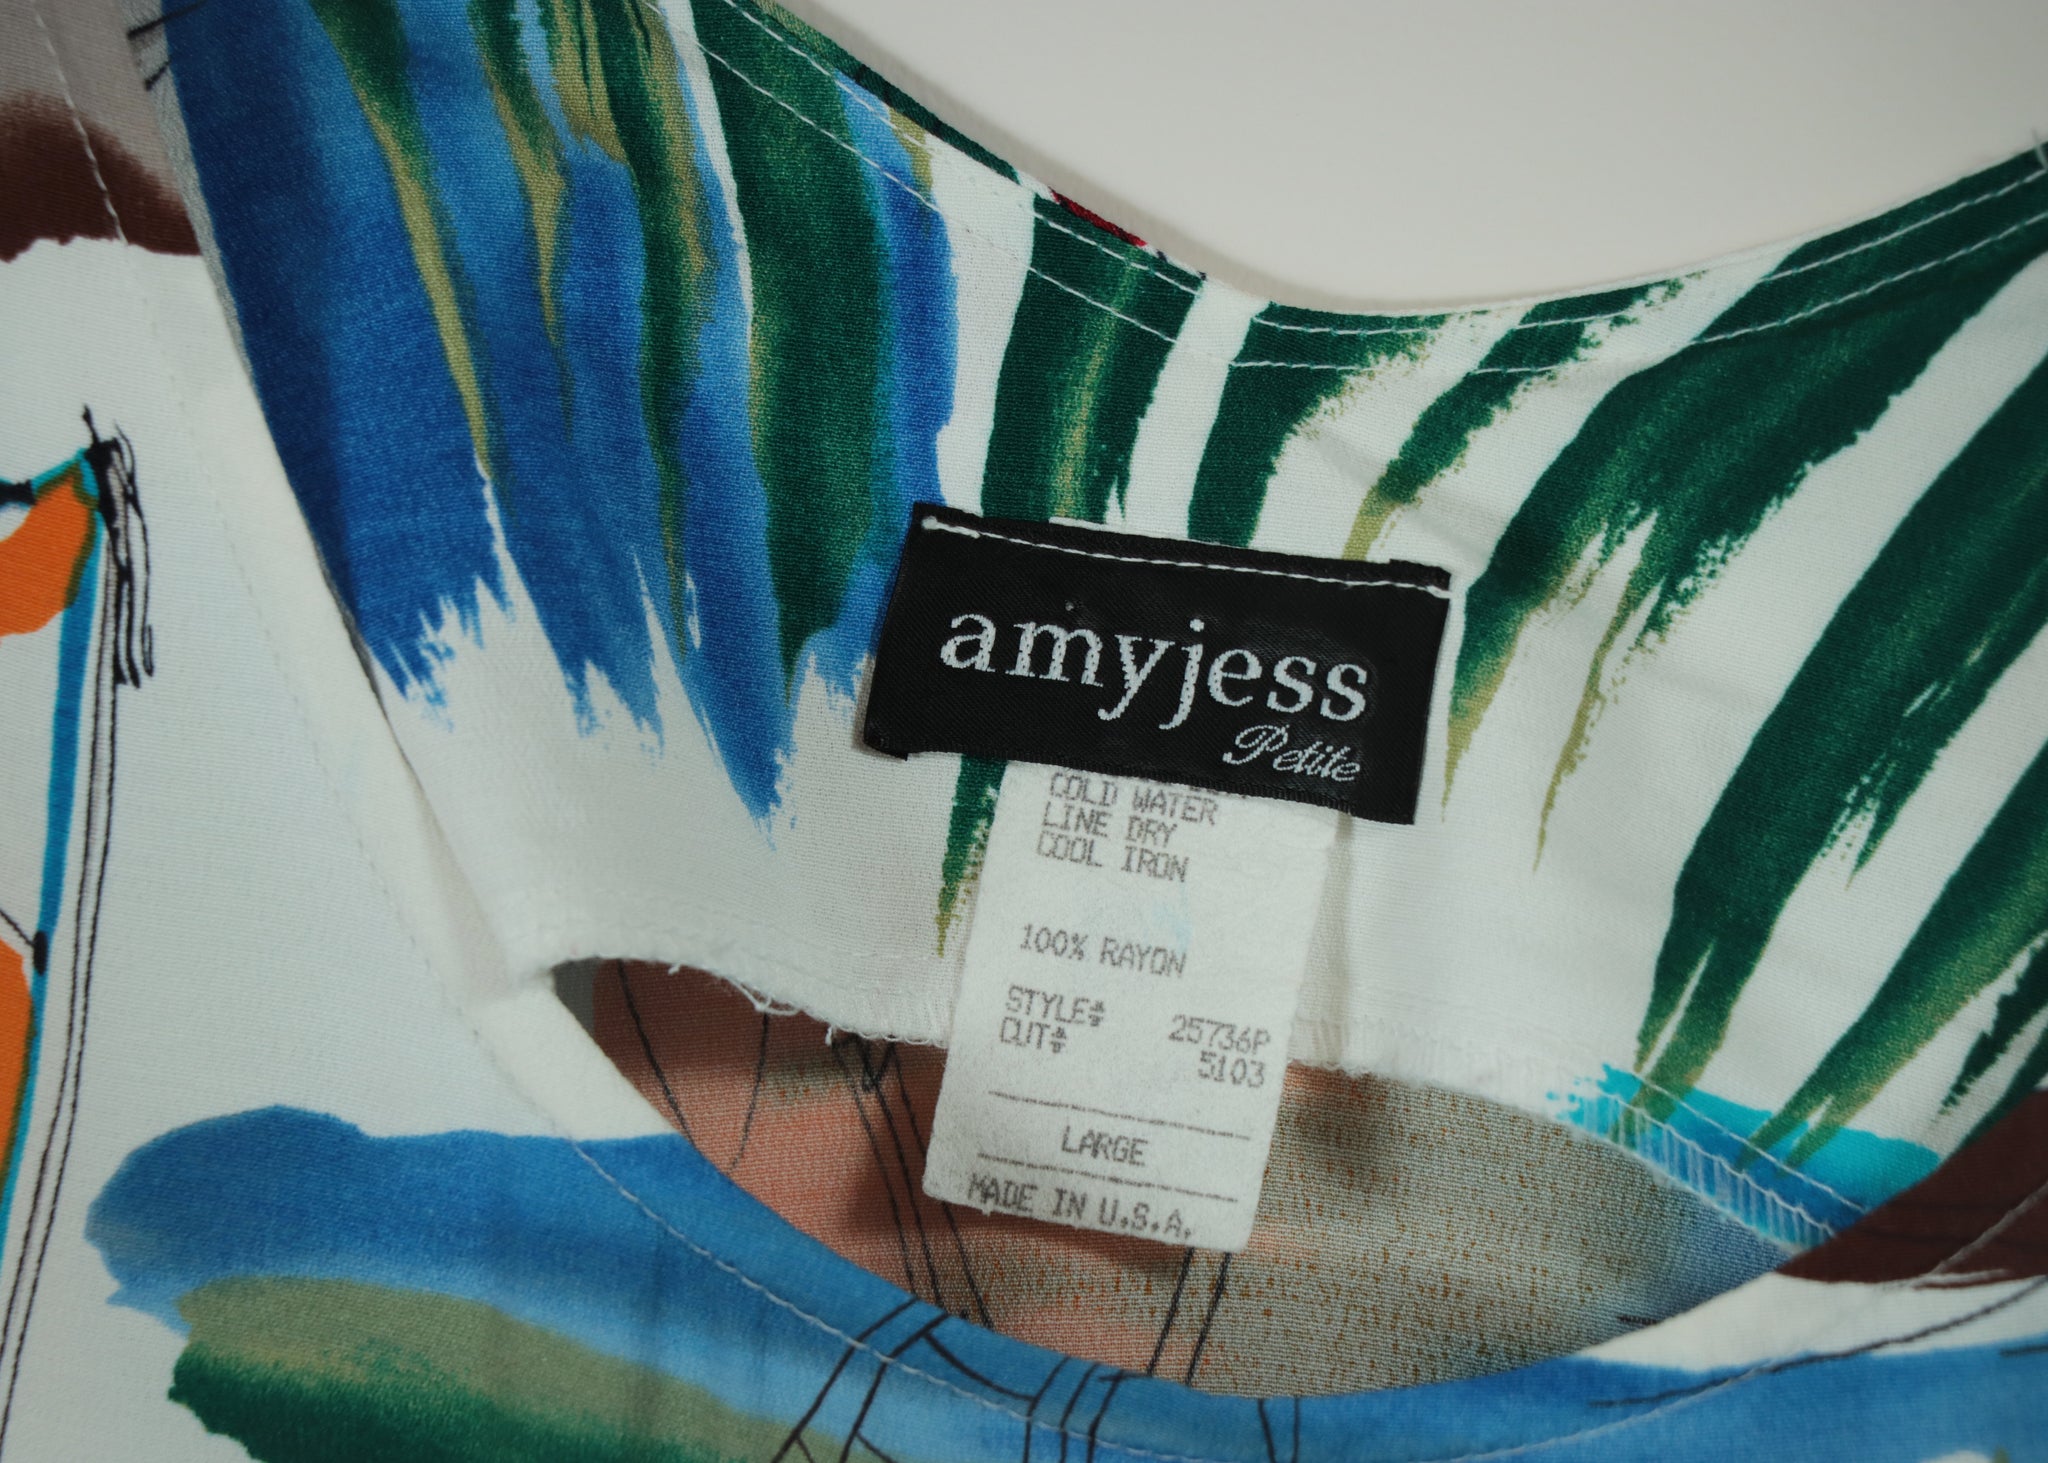 amyjess
Petite
COLD WATER
LINE DRY
COOL IRON
100% RAYON
STYLE# 25736P
CUT# 5103
LARGE
MADE IN U.S.A.